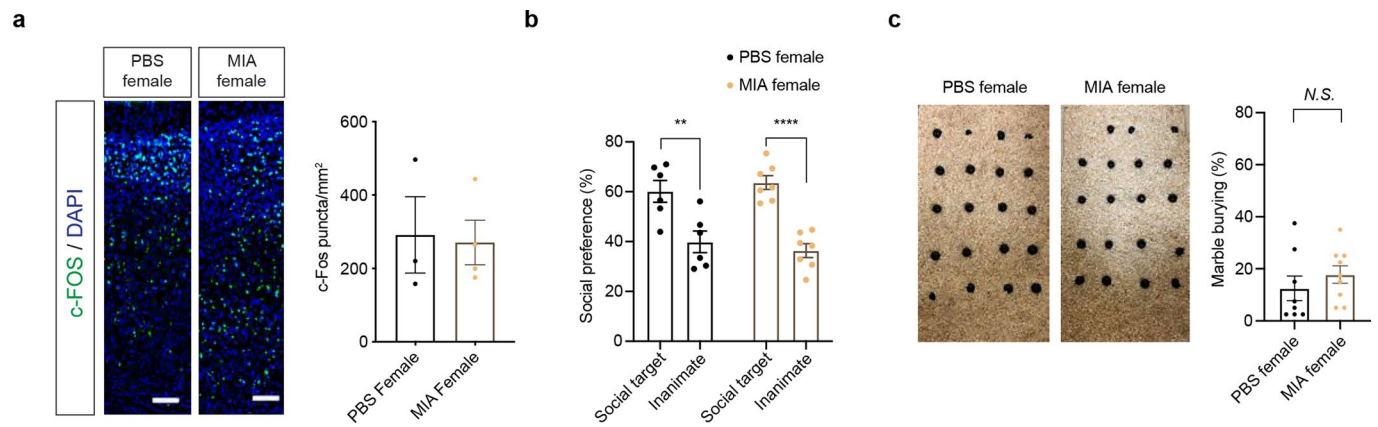 a
PBS
female
MIA
female
c-FOS / DAPI
c-Fos puncta/mm²
600
400
200
0
PBS Female
MIA Female
b
PBS female
MIA female
Social preference (%)
80
60
40
20
0
**
****
Social target
Inanimate
Social target
Inanimate
c
PBS female
MIA female
Marble burying (%)
80
60
40
20
0
N.S.
PBS female
MIA female